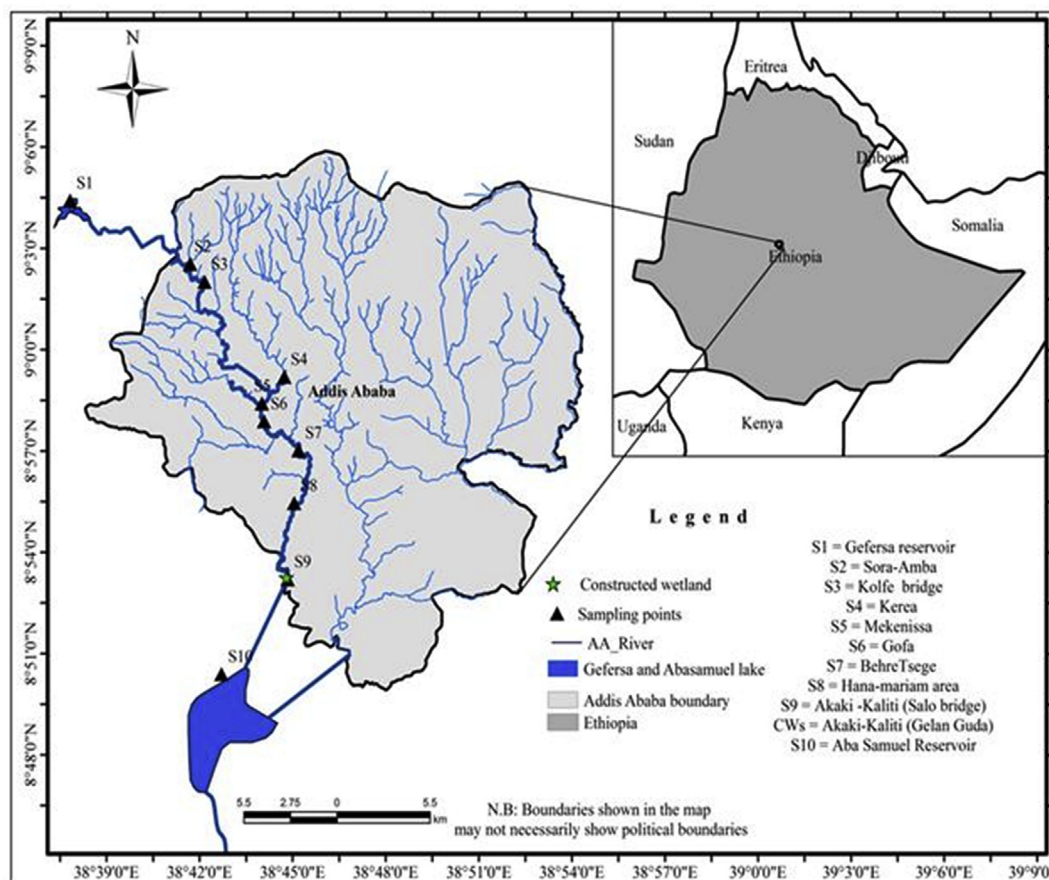 N
S1
S2
S3
S4
S5
S6
S7
S8
S9
S10
Addis Ababa
Eritrea
Sudan
Djibouti
Somalia
Ethiopia
Uganda
Kenya
Legend
Constructed wetland
Sampling points
AA_River
Gefersa and Abasamuel lake
Addis Ababa boundary
Ethiopia
S1 = Gefersa reservoir
S2 = Sora-Amba
S3 = Kolfe bridge
S4 = Kerea
S5 = Mekenissa
S6 = Gofa
S7 = BehreTsege
S8 = Hana-mariam area
S9 = Akaki -Kaliti (Salo bridge)
CWs = Akaki-Kaliti (Gelan Guda)
S10 = Aba Samuel Reservoir
5.5 2.75 0 5.5
km
N.B: Boundaries shown in the map
may not necessarily show political boundaries
9°9'0"N
9°6'0"N
9°3'0"N
9°0'0"N
8°57'0"N
8°54'0"N
8°51'0"N
8°48'0"N
38°39'0"E 38°42'0"E 38°45'0"E 38°48'0"E 38°51'0"E 38°54'0"E 38°57'0"E 39°0'0"E 39°3'0"E 39°6'0"E 39°9'0